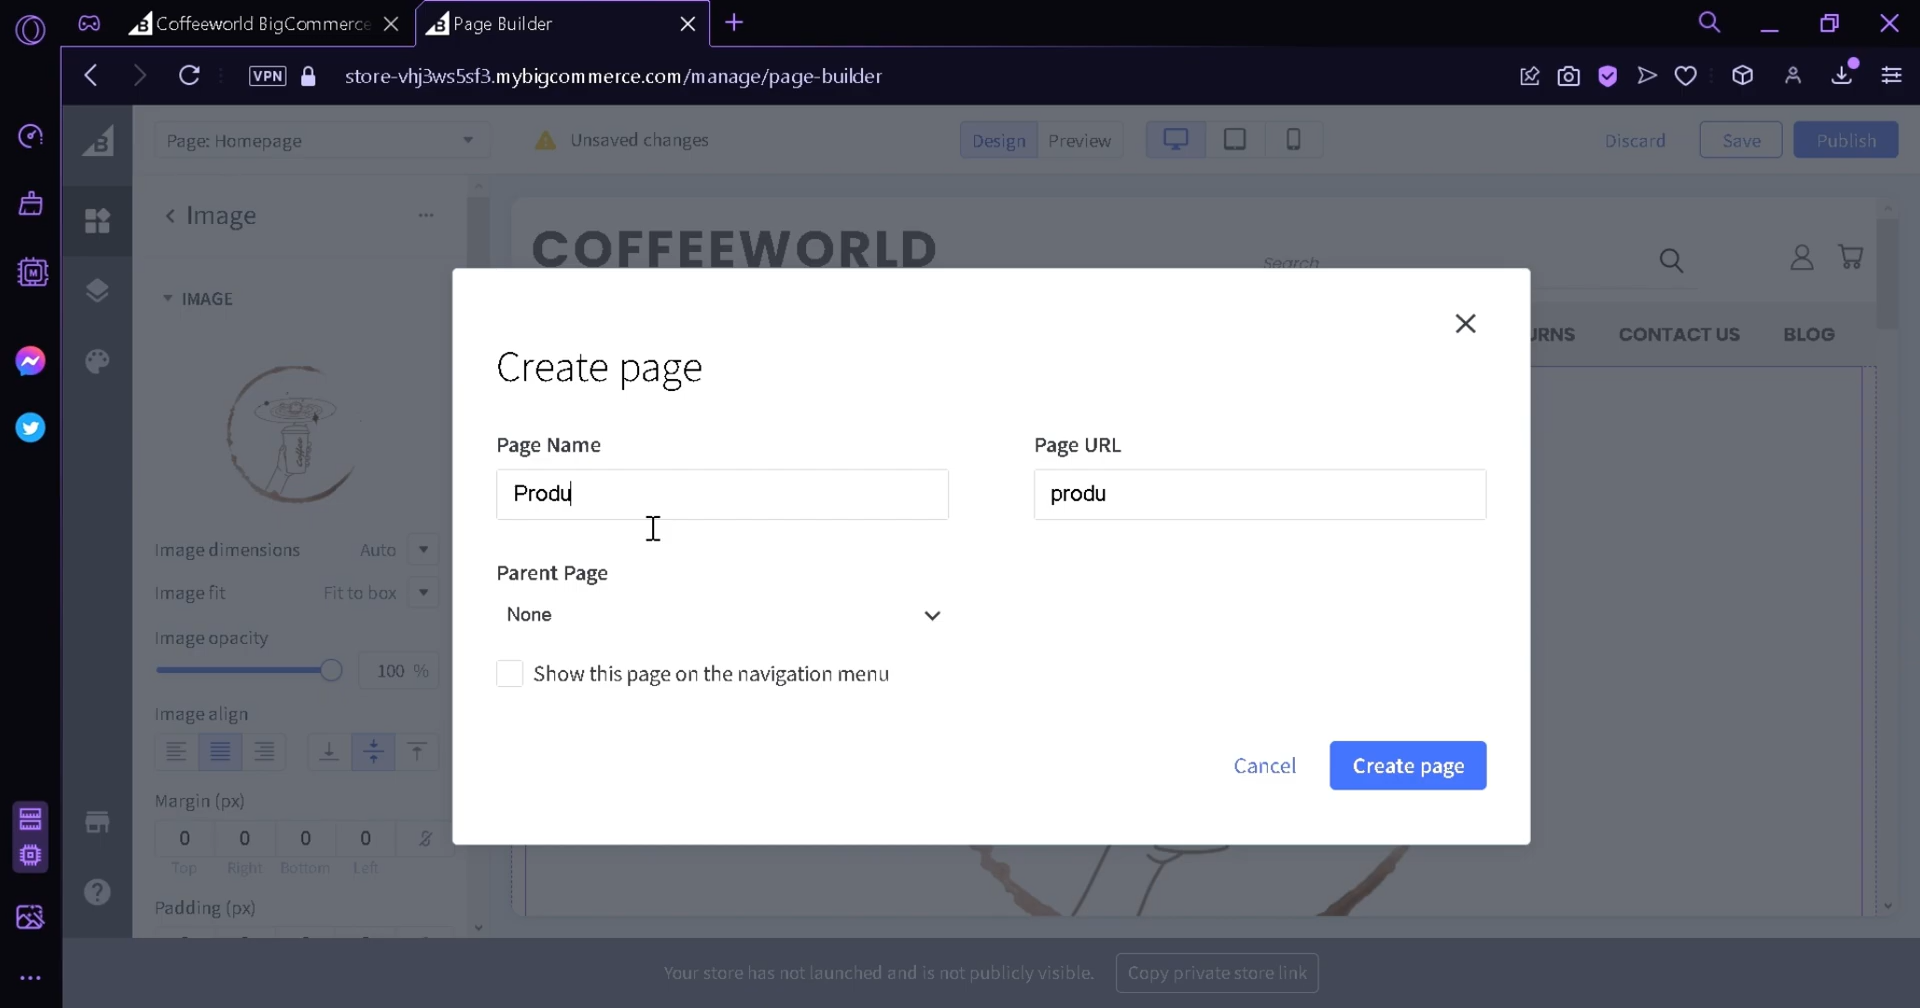 Coffeeworld BigCommerce
Page Builder
VPN
store-vhj3ws5sf3.mybigcommerce.com/manage/page-builder
Page: Homepage
Unsaved changes
Design
Preview
Discard
Save
Publish
Image
COFFEEWORLD
Search
IMAGE
URNS
CONTACT US
BLOG
Create page
Page Name
Page URL
Produ
produ
Image dimensions
Auto
Parent Page
Image fit
Fit to box
None
Image opacity
100 %
Show this page on the navigation menu
Image align
Cancel
Create page
Margin (px)
0 0 0 0
Top Right Bottom Left
Padding (px)
Your store has not launched and is not publicly visible.
Copy private store link